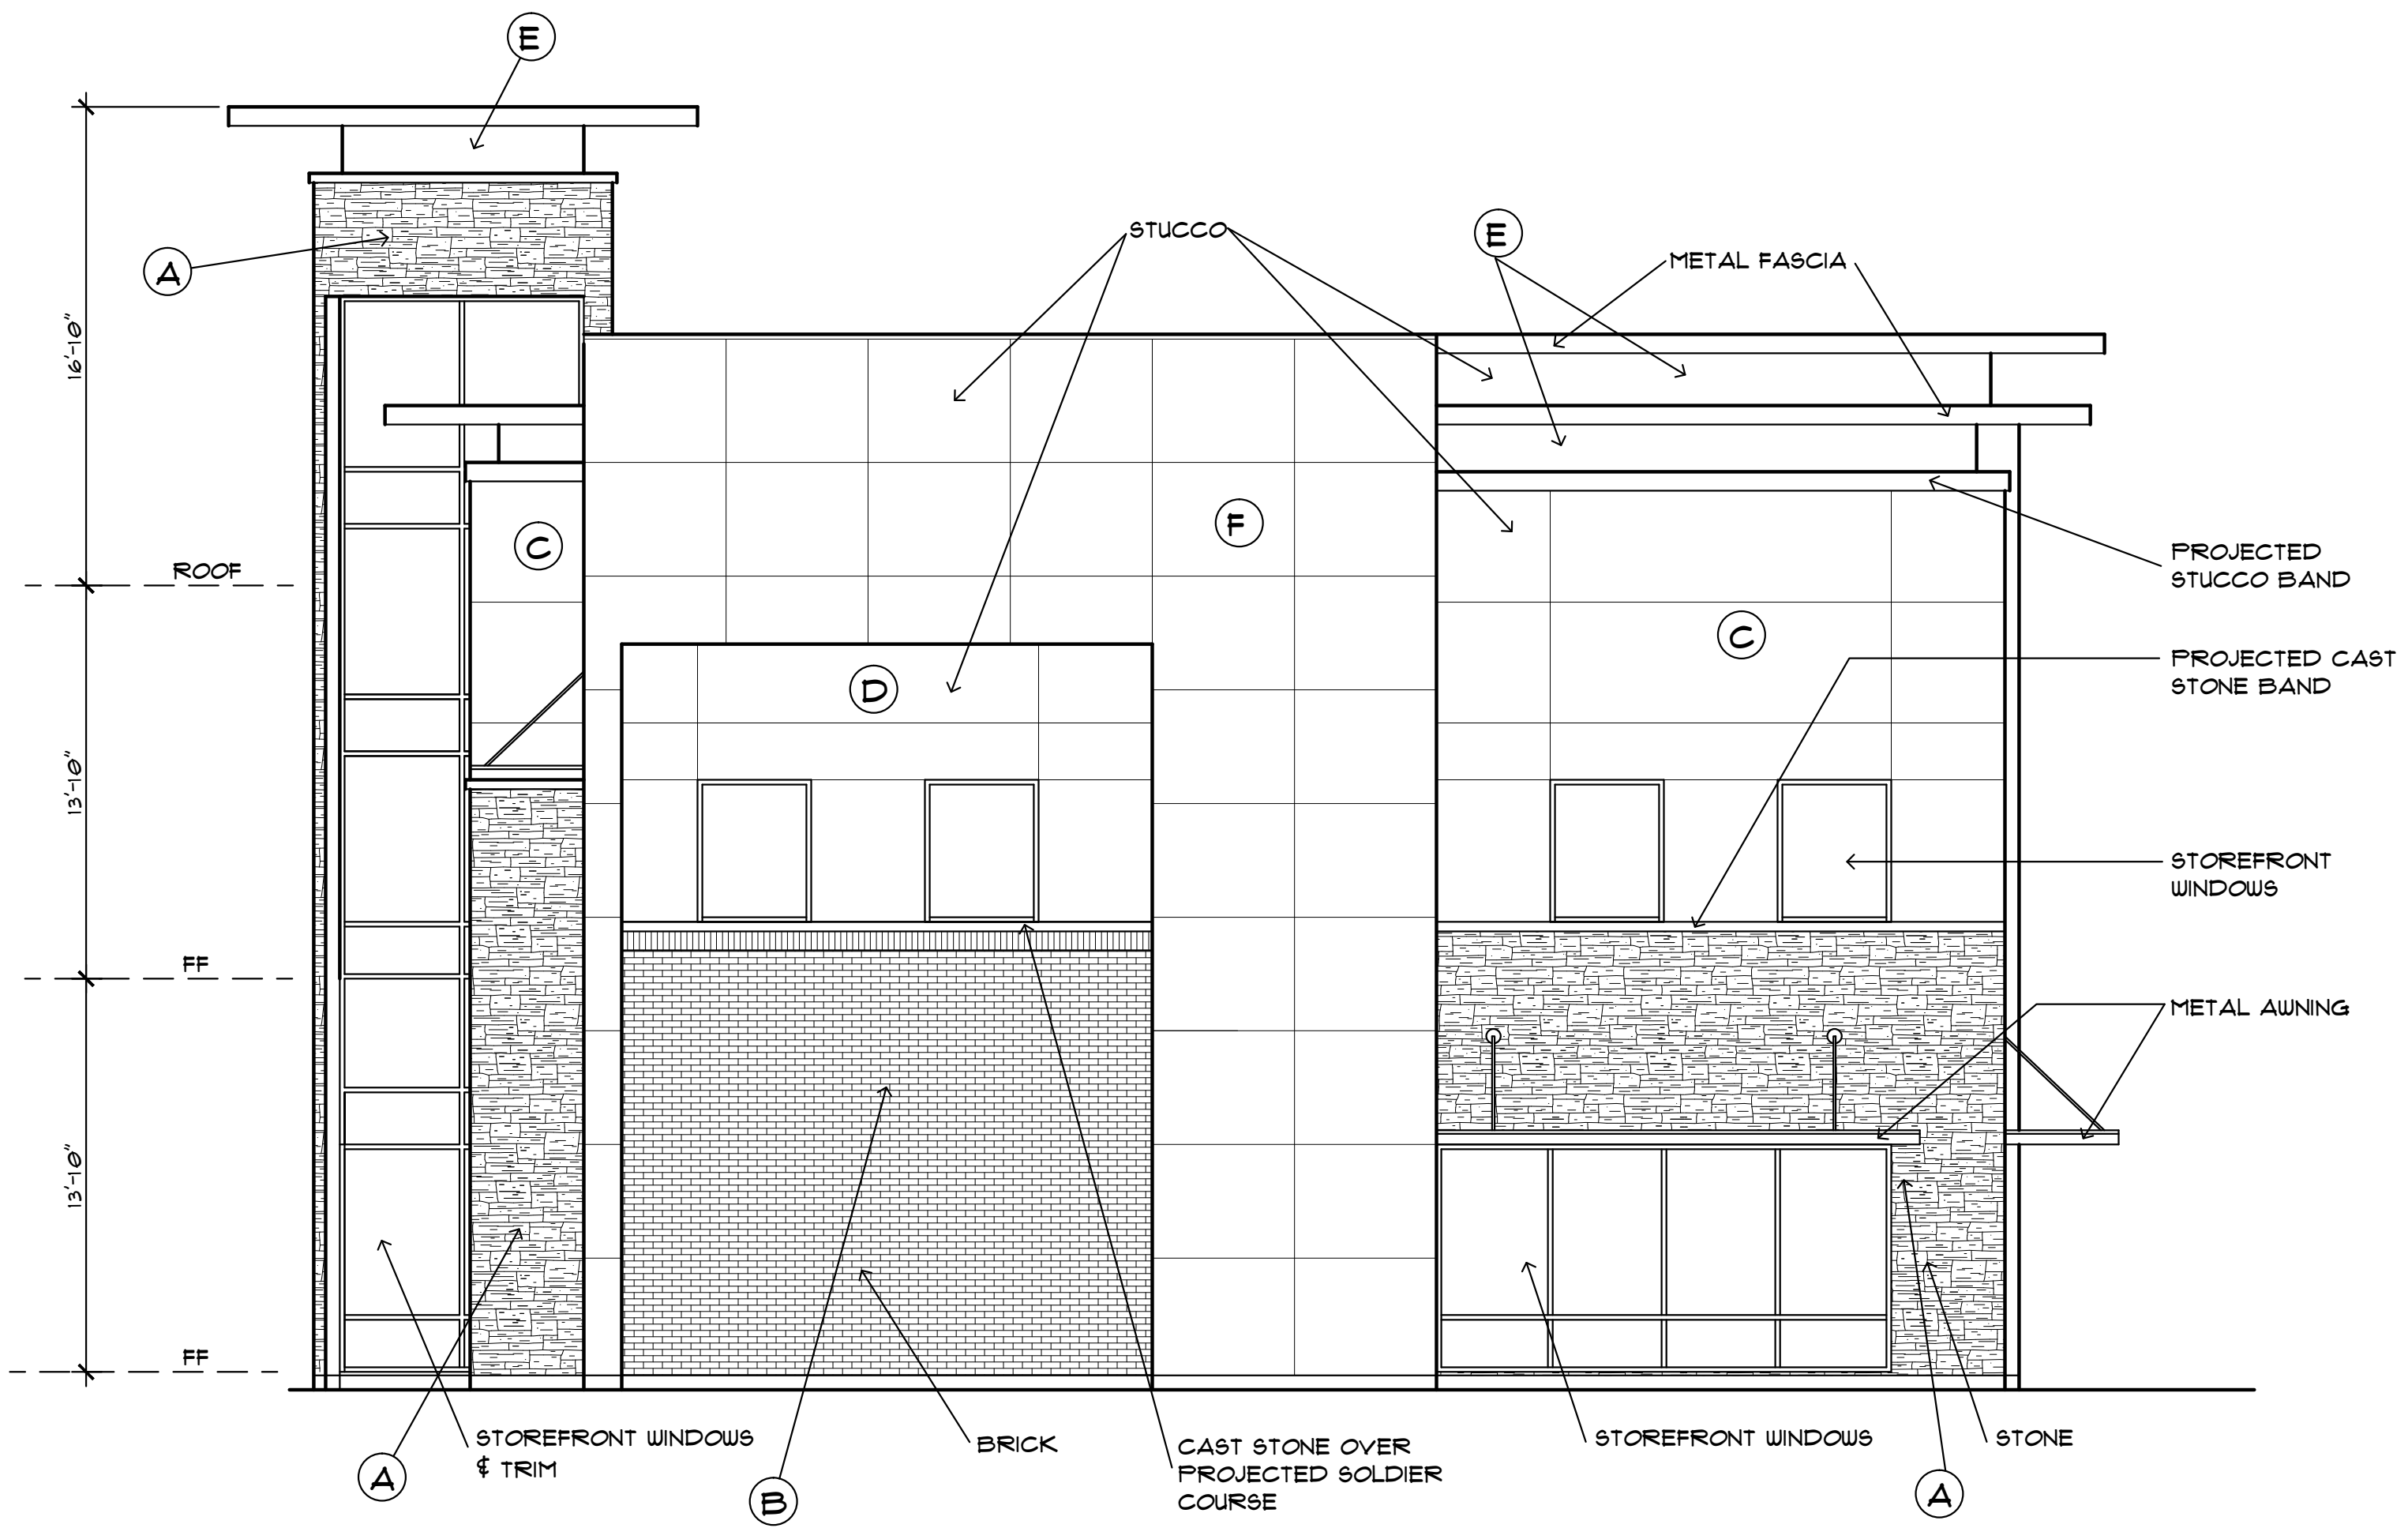 E
STUCCO
E
METAL FASCIA
A
16'-10"
F
C
PROJECTED
STUCCO BAND
ROOF
C
PROJECTED CAST
STONE BAND
D
13'-10"
STOREFRONT
WINDOWS
FF
METAL AWNING
13'-10"
FF
STOREFRONT WINDOWS
& TRIM
BRICK
CAST STONE OVER
PROJECTED SOLDIER
COURSE
STOREFRONT WINDOWS
STONE
A
B
A